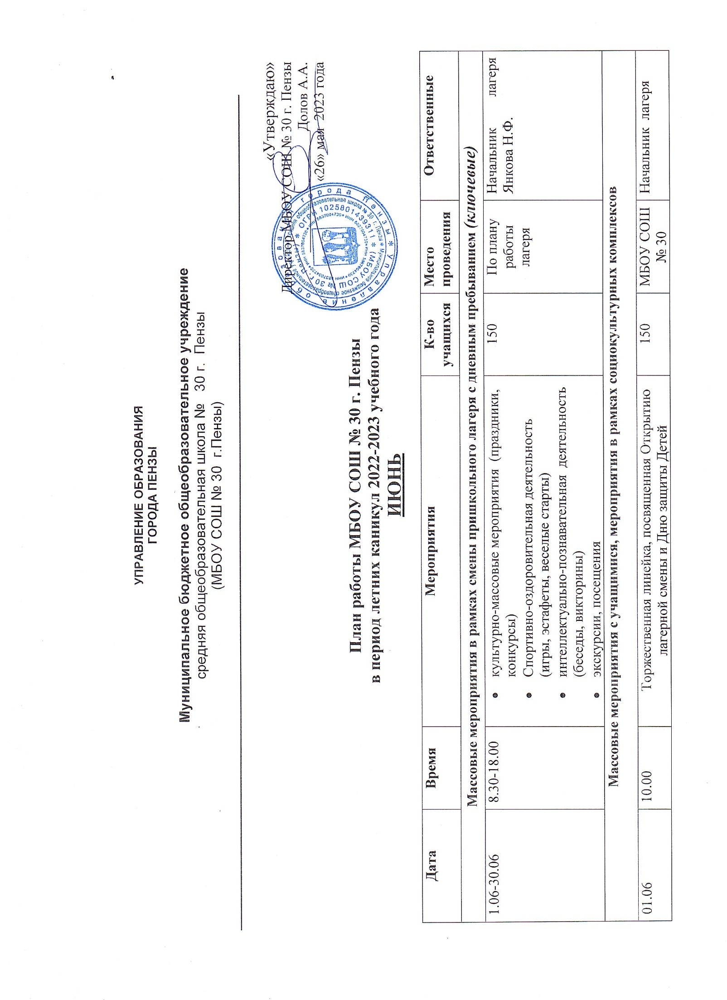 УПРАВЛЕНИЕ ОБРАЗОВАНИЯ
ГОРОДА ПЕНЗЫ
Муниципальное бюджетное общеобразовательное учреждение
средняя общеобразовательная школа № 30 г. Пензы
(МБОУ СОШ № 30 г.Пензы)
«Утверждаю»
Директор МБОУ СОШ № 30 г. Пензы
Долов А.А.
«26» мая 2023 года
Управление образования города Пензы
Муниципальное бюджетное общеобразовательное
общеобразовательная школа № 30 г. Пензы
ОГРН 1025801439311 * (МБОУ СОШ № 30 г. Пензы) *
ИНН 5837004730
План работы МБОУ СОШ № 30 г. Пензы
в период летних каникул 2022-2023 учебного года
ИЮНЬ
Дата
Время
Мероприятия
К-во
учащихся
Место
проведения
Ответственные
Массовые мероприятия в рамках смены пришкольного лагеря с дневным пребыванием (ключевые)
1.06-30.06
8.30-18.00
• культурно-массовые мероприятия (праздники,
конкурсы)
• Спортивно-оздоровительная деятельность
(игры, эстафеты, веселые старты)
• интеллектуально-познавательная деятельность
(беседы, викторины)
• экскурсии, посещения
150
По плану
работы
лагеря
Начальник лагеря
Янкова Н.Ф.
Массовые мероприятия с учащимися, мероприятия в рамках социокультурных комплексов
01.06
10.00
Торжественная линейка, посвященная Открытию
лагерной смены и Дню защиты Детей
150
МБОУ СОШ
№ 30
Начальник лагеря